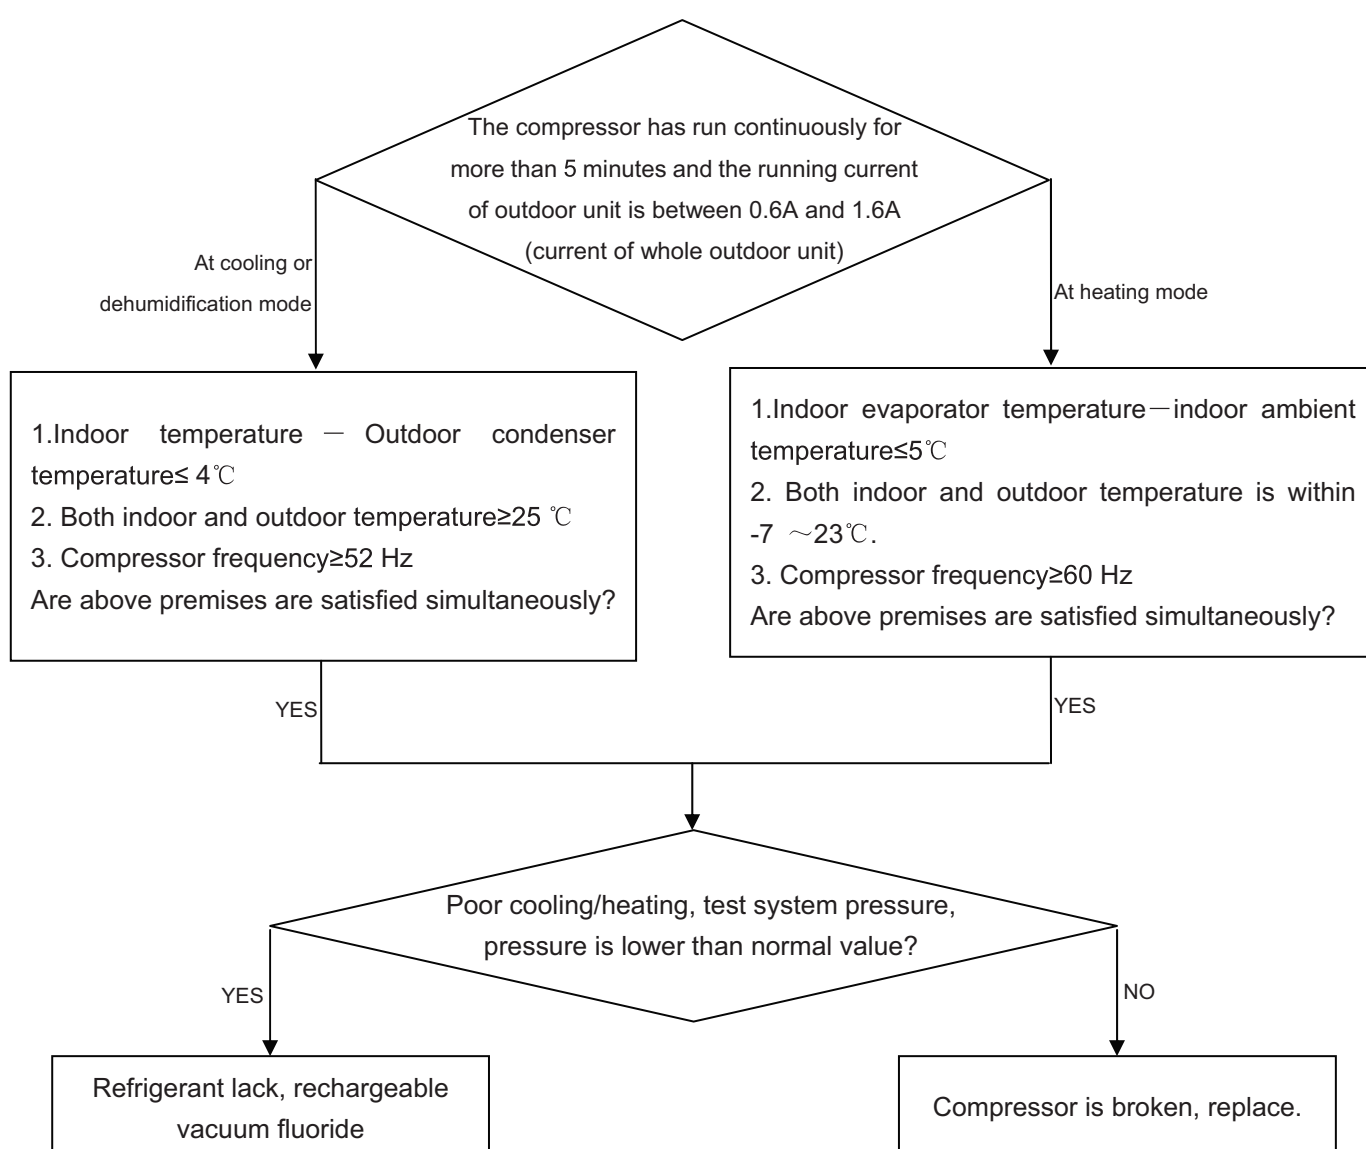 The compressor has run continuously for
more than 5 minutes and the running current
of outdoor unit is between 0.6A and 1.6A
(current of whole outdoor unit)
At cooling or
dehumidification mode
At heating mode
1.Indoor temperature — Outdoor condenser
temperature≤ 4℃
2. Both indoor and outdoor temperature≥25 ℃
3. Compressor frequency≥52 Hz
Are above premises are satisfied simultaneously?
1.Indoor evaporator temperature—indoor ambient
temperature≤5℃
2. Both indoor and outdoor temperature is within
-7 ～23℃.
3. Compressor frequency≥60 Hz
Are above premises are satisfied simultaneously?
YES
YES
Poor cooling/heating, test system pressure,
pressure is lower than normal value?
YES
NO
Refrigerant lack, rechargeable
vacuum fluoride
Compressor is broken, replace.